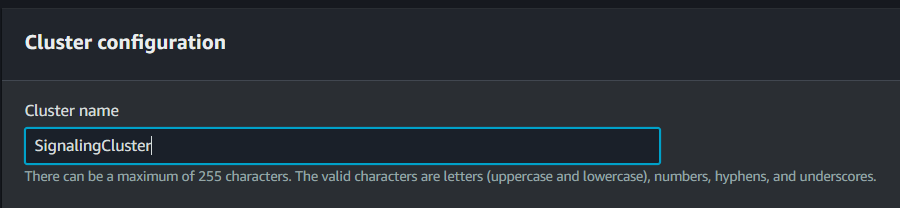 Cluster configuration
Cluster name
SignalingCluster
There can be a maximum of 255 characters. The valid characters are letters (uppercase and lowercase), numbers, hyphens, and underscores.